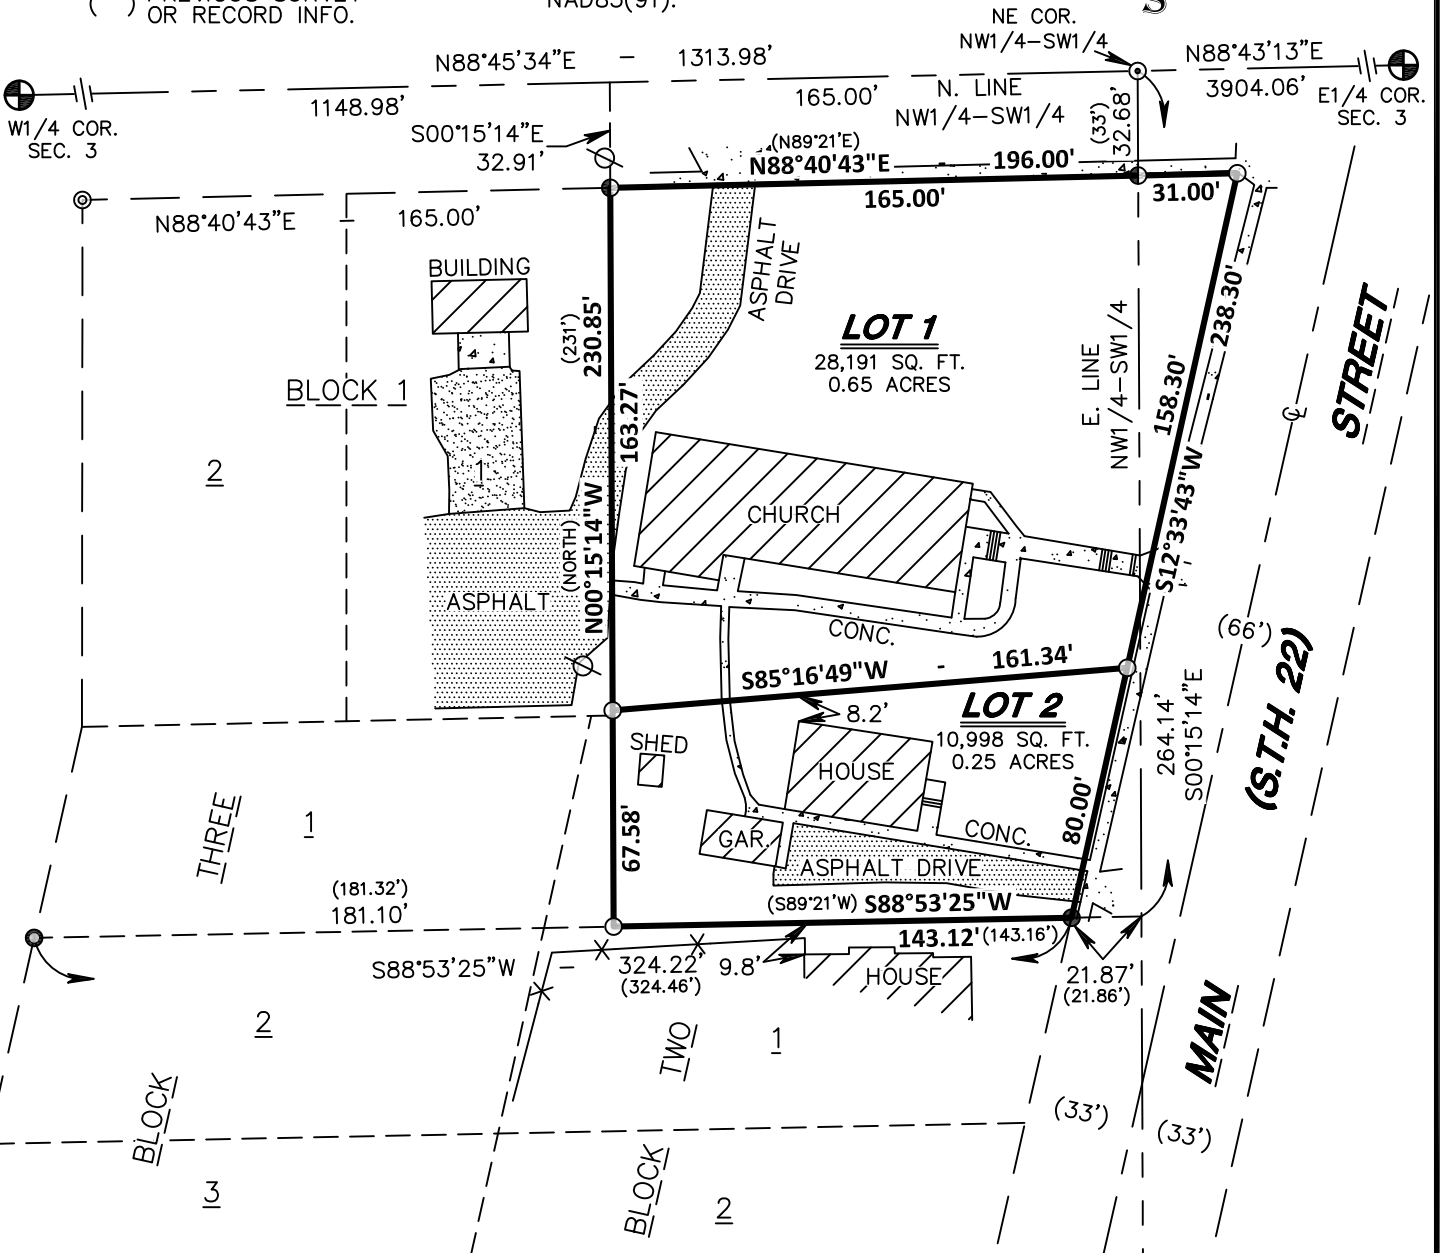 OR RECORD INFO.
NAD83(91).
S
NE COR.
NW1/4-SW1/4
N88°45'34"E - 1313.98'
N88°43'13"E
3904.06'
1148.98'
165.00'
N. LINE
NW1/4-SW1/4
(33')
32.68'
E1/4 COR.
SEC. 3
W1/4 COR.
SEC. 3
S00°15'14"E
32.91'
(N89°21'E)
N88°40'43"E - 196.00'
165.00'
31.00'
N88°40'43"E - 165.00'
BUILDING
ASPHALT
DRIVE
(231')
230.85'
163.27'
LOT 1
28,191 SQ. FT.
0.65 ACRES
E. LINE
NW1/4-SW1/4
158.30'
S12°33'43"W - 238.30'
STREET
BLOCK 1
2
1
CHURCH
(NORTH)
N00°15'14"W
ASPHALT
CONC.
(66')
S85°16'49"W - 161.34'
LOT 2
10,998 SQ. FT.
0.25 ACRES
8.2'
SHED
HOUSE
264.14'
S00°15'14"E
(S.T.H. 22)
THREE
1
67.58'
GAR.
CONC.
80.00'
ASPHALT DRIVE
(181.32')
181.10'
(S89°21'W) S88°53'25"W
143.12' (143.16')
S88°53'25"W - 324.22'
(324.46')
9.8'
HOUSE
21.87'
(21.86')
2
TWO
1
MAIN
BLOCK
(33')
(33')
3
BLOCK
2